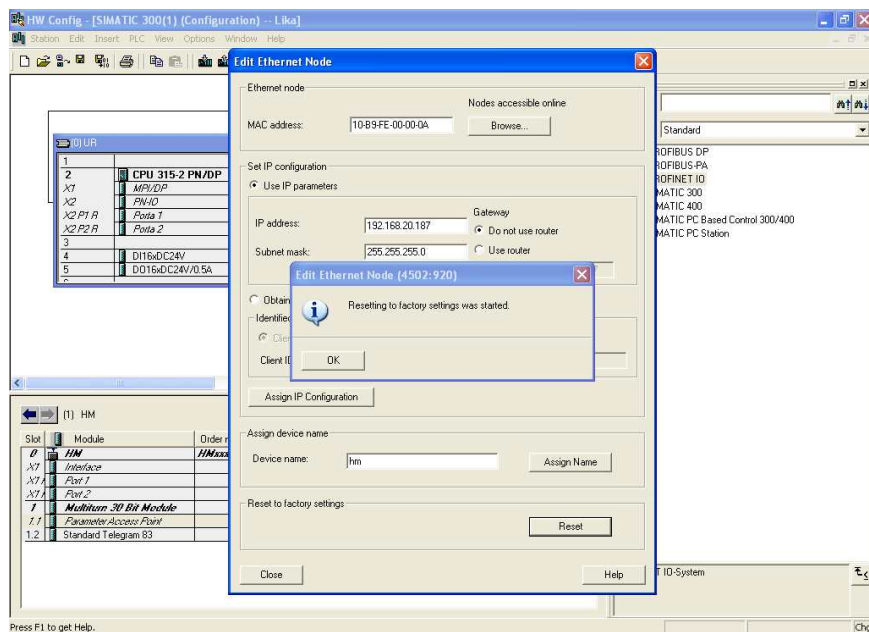 HW Config - [SIMATIC 300(1) (Configuration) -- Lika]
Station Edit Insert PLC View Options Window Help
(0) UR
1
2 CPU 315-2 PN/DP
X1 MPI/DP
X2 PN-IO
X2 P1 R Porta 1
X2 P2 R Porta 2
3
4 DI16xDC24V
5 DO16xDC24V/0.5A
Edit Ethernet Node
Ethernet node
Nodes accessible online
MAC address: 10-B9-FE-00-00-0A Browse...
Set IP configuration
Use IP parameters
Gateway
IP address: 192.168.20.187 Do not use router
Subnet mask: 255.255.255.0 Use router
Edit Ethernet Node (4502:920)
Resetting to factory settings was started.
OK
Obtain
Identified
Client ID
Assign IP Configuration
Assign device name
Device name: hm Assign Name
Reset to factory settings
Reset
Close Help
Standard
ROFIBUS DP
ROFIBUS-PA
ROFINET IO
MATIC 300
MATIC 400
MATIC PC Based Control 300/400
MATIC PC Station
(1) HM
Slot Module Order
0 HM
X1 Interface
X1 Port 1
X1 Port 2
1 Multiturn 30 Bit Module
1.1 Parameter Access Point
1.2 Standard Telegram 83
T IO-System
Press F1 to get Help.
Chg